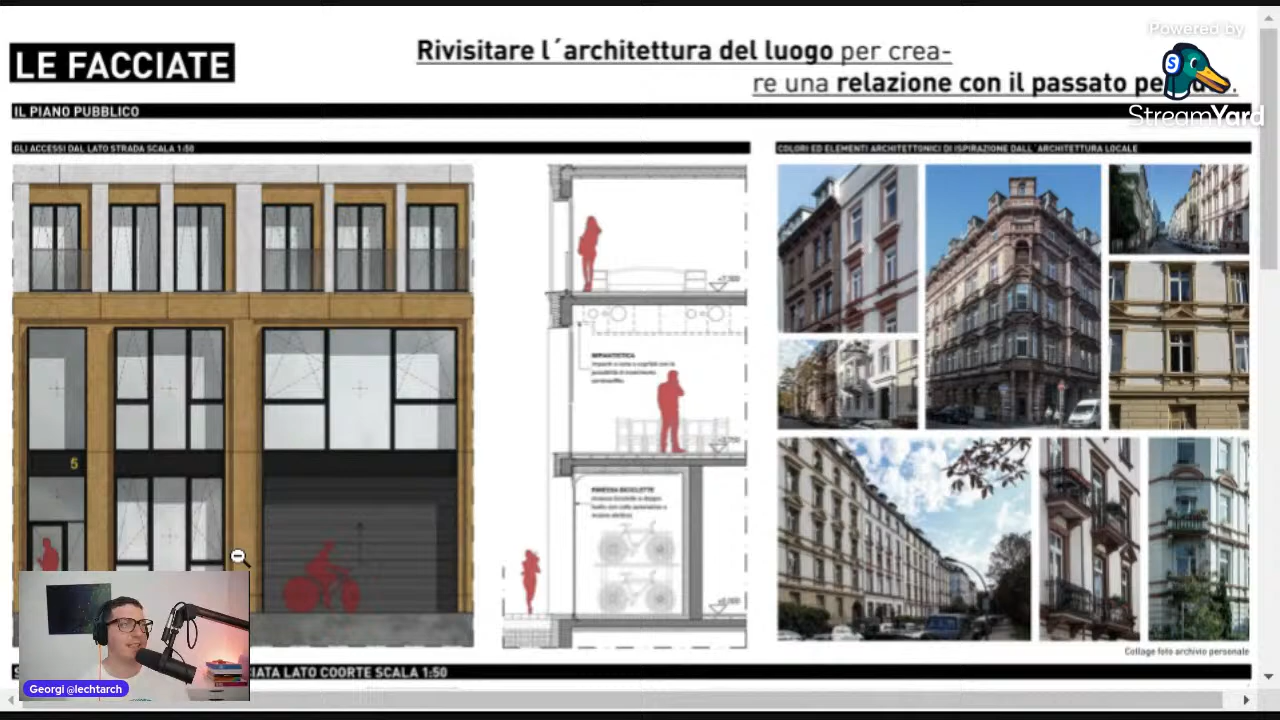 Powered by
StreamYard
LE FACCIATE
Rivisitare l´architettura del luogo per crea-
re una relazione con il passato
IL PIANO PUBBLICO
GLI ACCESSI DAL LATO STRADA SCALA 1:50
COLORI ED ELEMENTI ARCHITETTONICI DI ISPIRAZIONE DALL´ARCHITETTURA LOCALE
IMPIANTISTICA
5
RIMESSA BICICLETTE
Collage foto archivio personale
LATO COORTE SCALA 1:50
Georgi @lechtarch